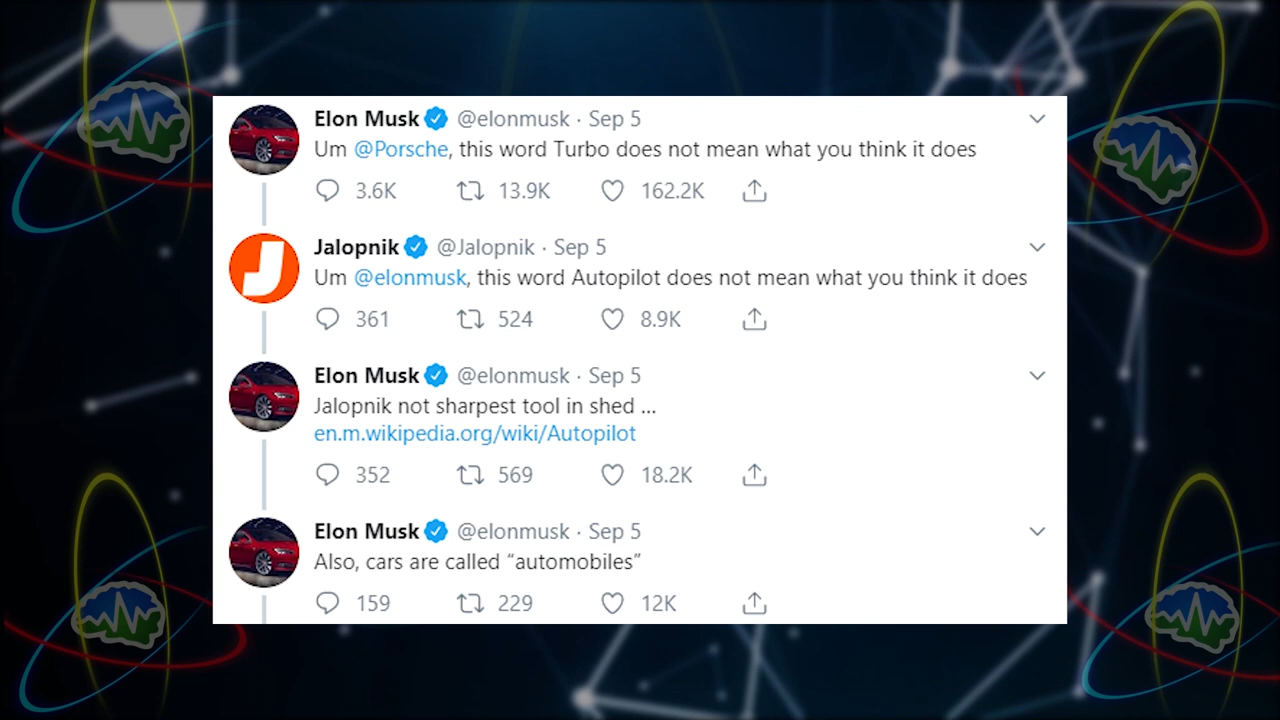 Elon Musk @elonmusk · Sep 5
Um @Porsche, this word Turbo does not mean what you think it does
3.6K 13.9K 162.2K
Jalopnik @Jalopnik · Sep 5
Um @elonmusk, this word Autopilot does not mean what you think it does
361 524 8.9K
Elon Musk @elonmusk · Sep 5
Jalopnik not sharpest tool in shed ...
en.m.wikipedia.org/wiki/Autopilot
352 569 18.2K
Elon Musk @elonmusk · Sep 5
Also, cars are called “automobiles”
159 229 12K